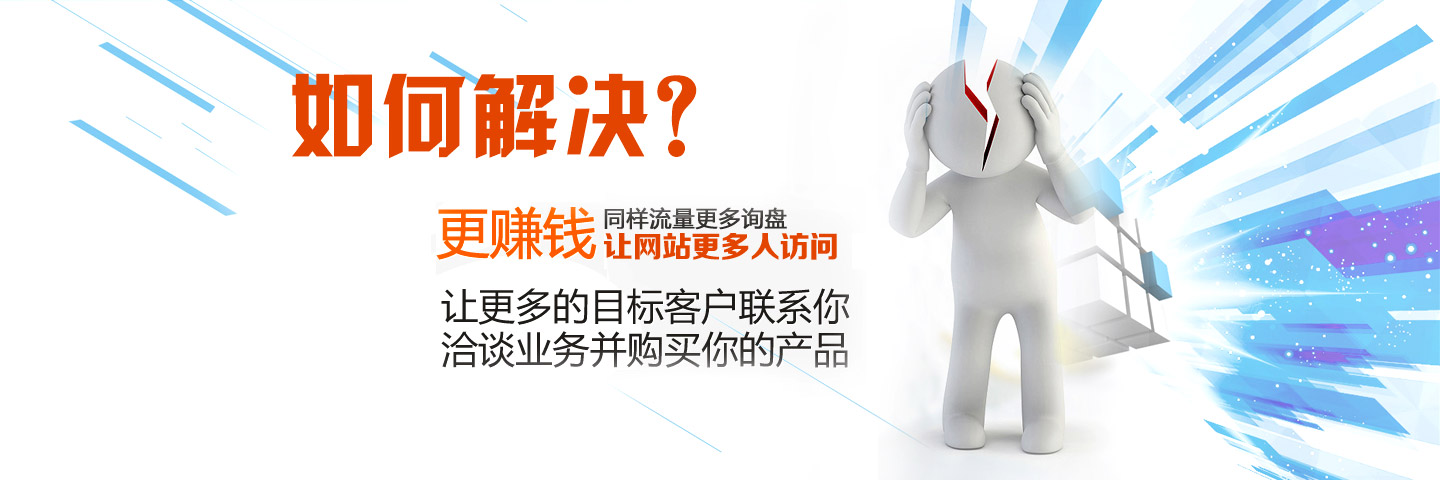 如何解决?
更赚钱
同样流量更多询盘
让网站更多人访问
让更多的目标客户联系你
洽谈业务并购买你的产品